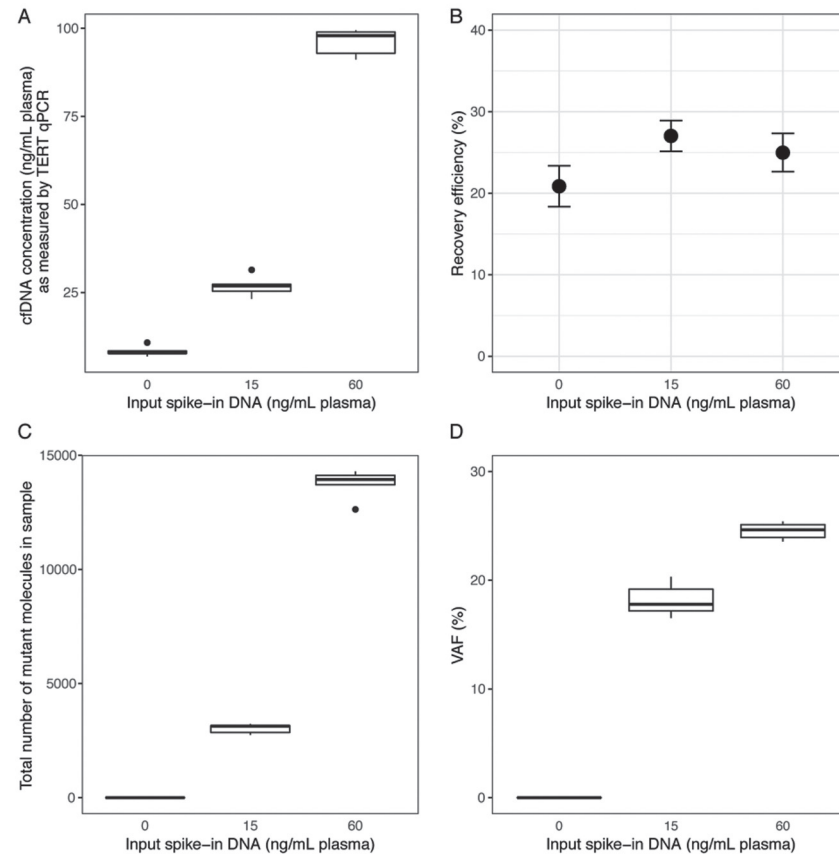 A
cfDNA concentration (ng/mL plasma)
as measured by TERT qPCR
100
75
50
25
0 15 60
Input spike−in DNA (ng/mL plasma)
B
Recovery efficiency (%)
40
30
20
10
0
0 15 60
Input spike−in DNA (ng/mL plasma)
C
Total number of mutant molecules in sample
15000
10000
5000
0
0 15 60
Input spike−in DNA (ng/mL plasma)
D
VAF (%)
30
20
10
0
0 15 60
Input spike−in DNA (ng/mL plasma)